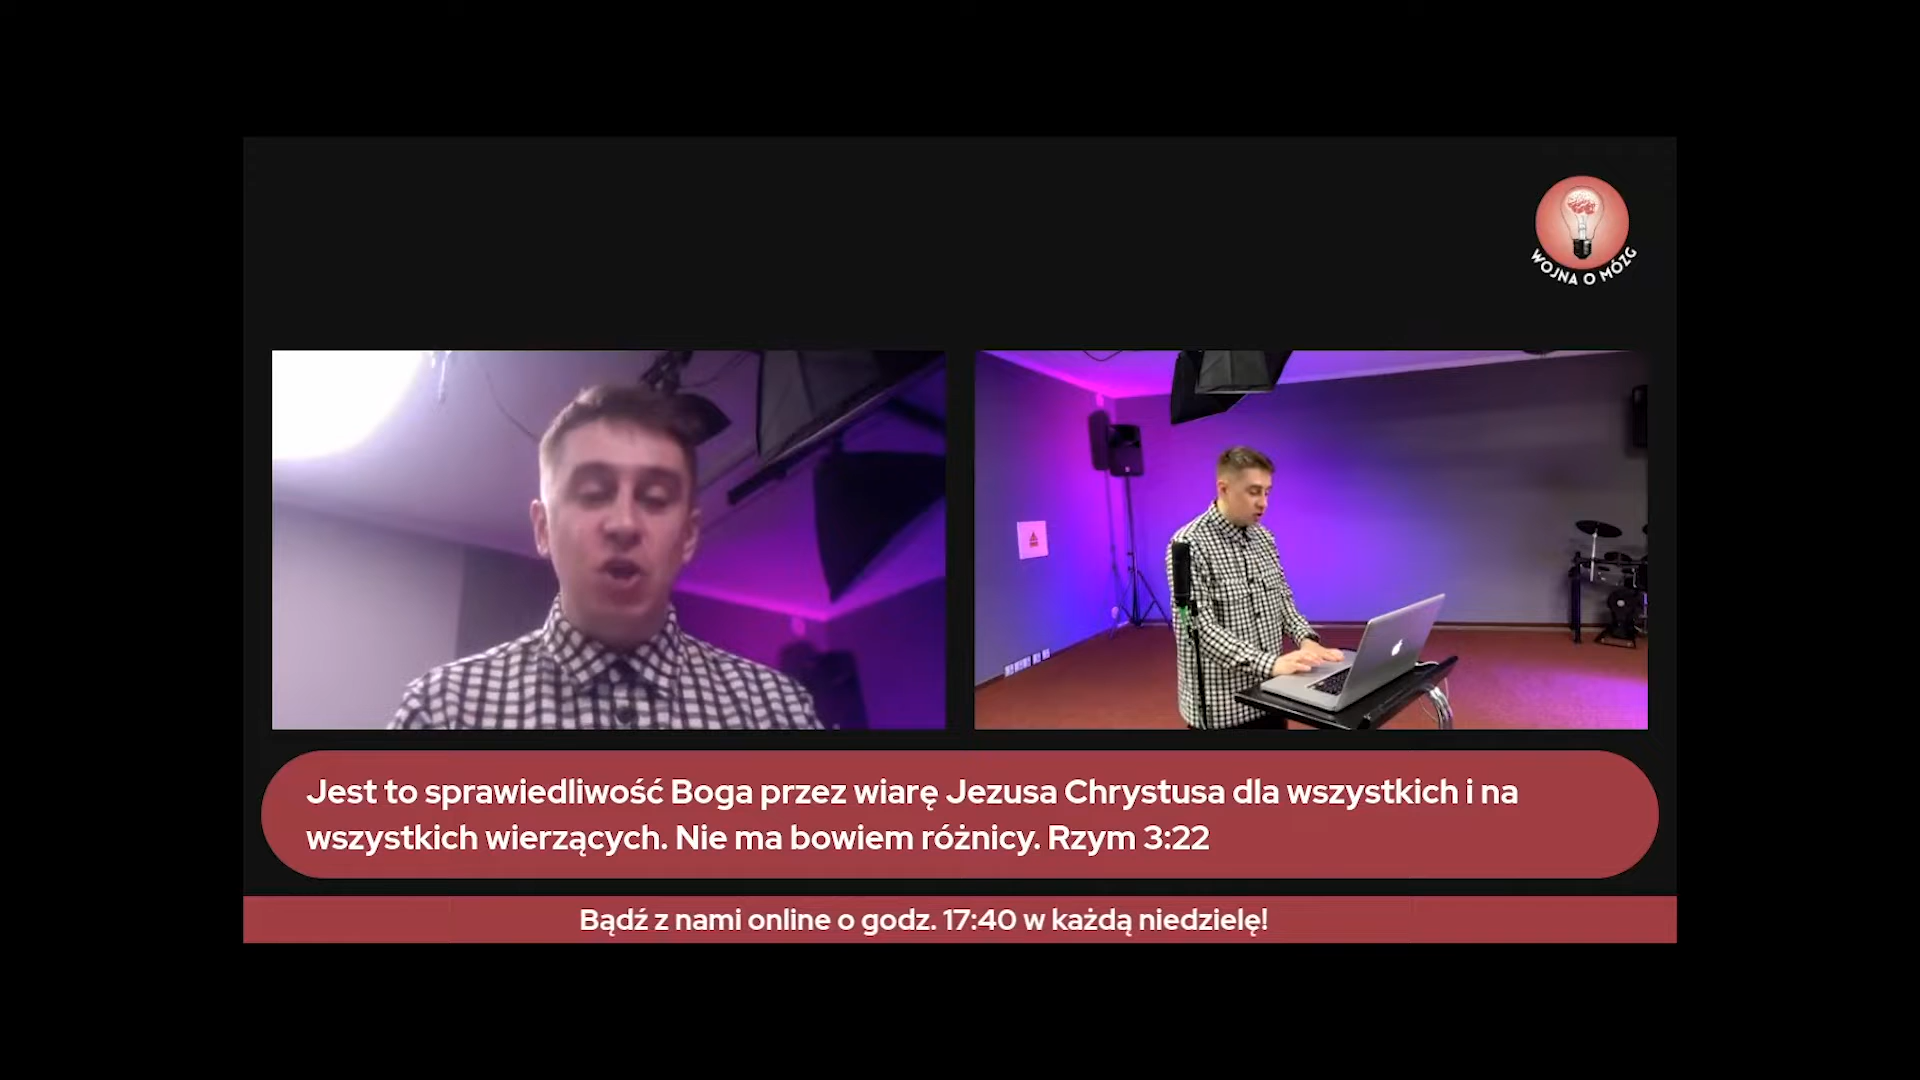 WOJNA O MÓZG
Jest to sprawiedliwość Boga przez wiarę Jezusa Chrystusa dla wszystkich i na
wszystkich wierzących. Nie ma bowiem różnicy. Rzym 3:22
Bądź z nami online o godz. 17:40 w każdą niedzielę!